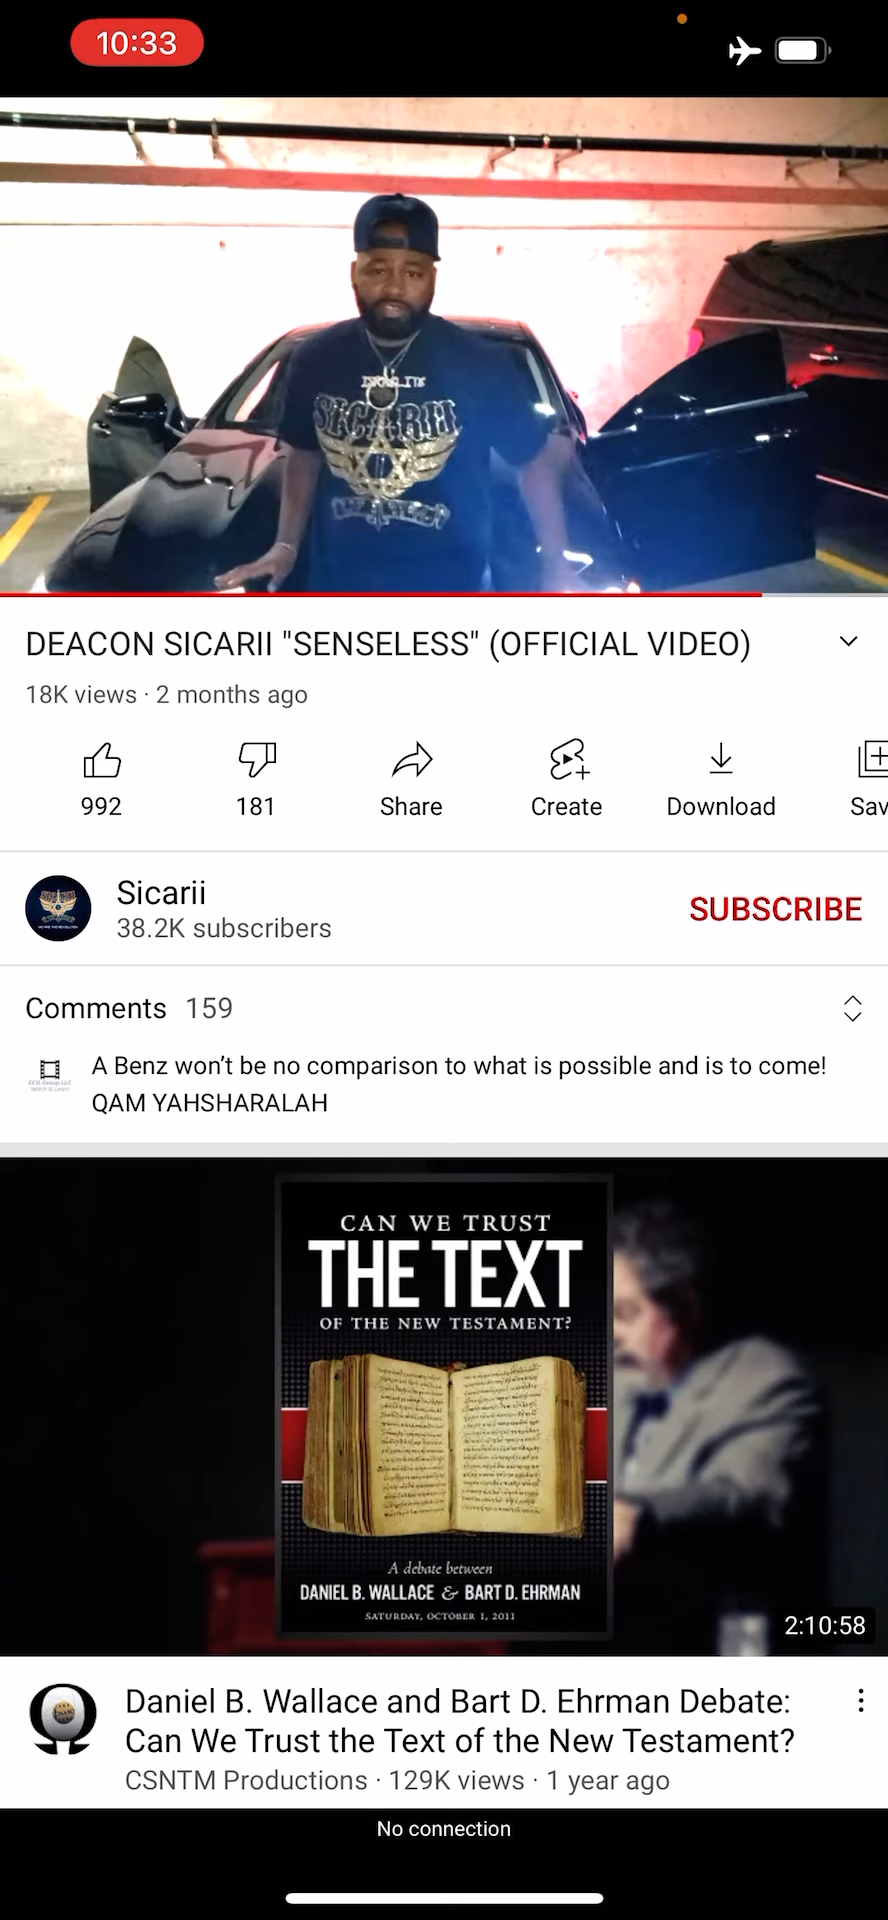 10:33
ISRAELITE
SICARII
DEACON SICARII "SENSELESS" (OFFICIAL VIDEO)
18K views · 2 months ago
992
181
Share
Create
Download
Sav
Sicarii
38.2K subscribers
SUBSCRIBE
Comments 159
A Benz won’t be no comparison to what is possible and is to come!
QAM YAHSHARALAH
CAN WE TRUST
THE TEXT
OF THE NEW TESTAMENT?
A debate between
DANIEL B. WALLACE & BART D. EHRMAN
SATURDAY, OCTOBER 1, 2011
2:10:58
Daniel B. Wallace and Bart D. Ehrman Debate:
Can We Trust the Text of the New Testament?
CSNTM Productions · 129K views · 1 year ago
No connection